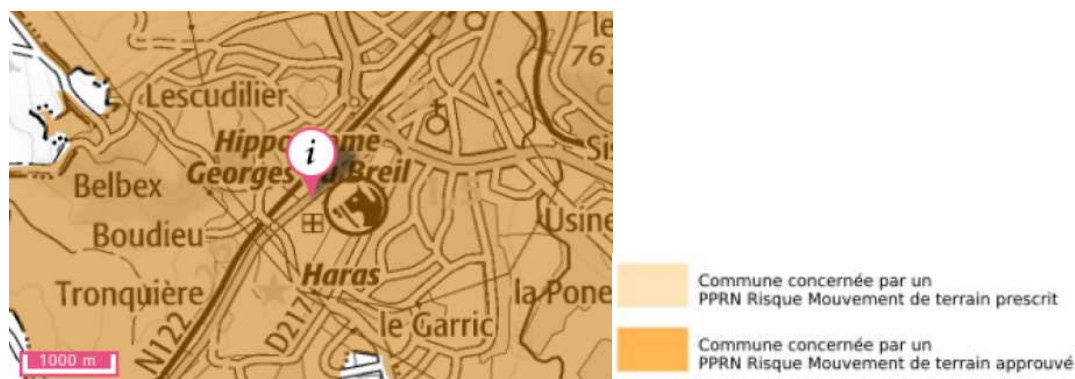 le
76
Lescudilier
Hippodrome
Georges du Breil
i
Sis
Belbex
Boudieu
Usine
Haras
Tronquière
la Pone
D217
N122
le Garric
1000 m
Commune concernée par un
PPRN Risque Mouvement de terrain prescrit
Commune concernée par un
PPRN Risque Mouvement de terrain approuvé